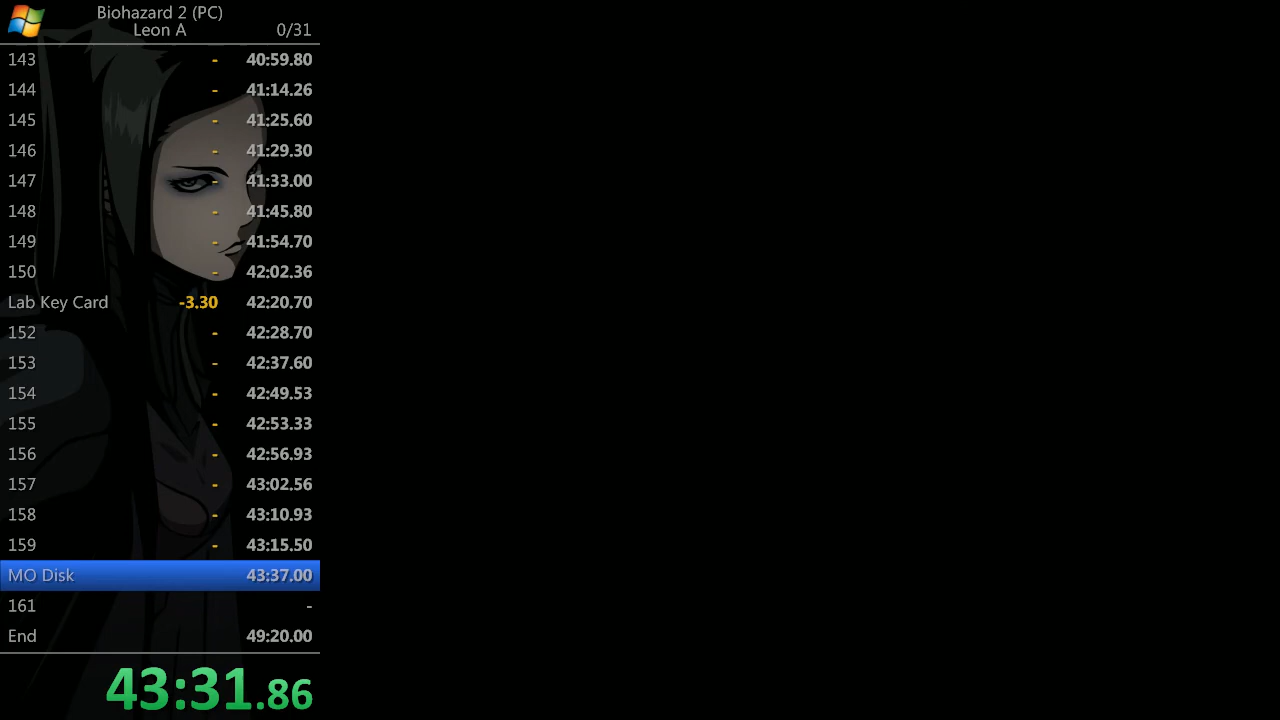 Biohazard 2 (PC)
Leon A 0/31
143 - 40:59.80
144 - 41:14.26
145 - 41:25.60
146 - 41:29.30
147 - 41:33.00
148 - 41:45.80
149 - 41:54.70
150 - 42:02.36
Lab Key Card -3.30 42:20.70
152 - 42:28.70
153 - 42:37.60
154 - 42:49.53
155 - 42:53.33
156 - 42:56.93
157 - 43:02.56
158 - 43:10.93
159 - 43:15.50
MO Disk 43:37.00
161 -
End 49:20.00
43:31.86